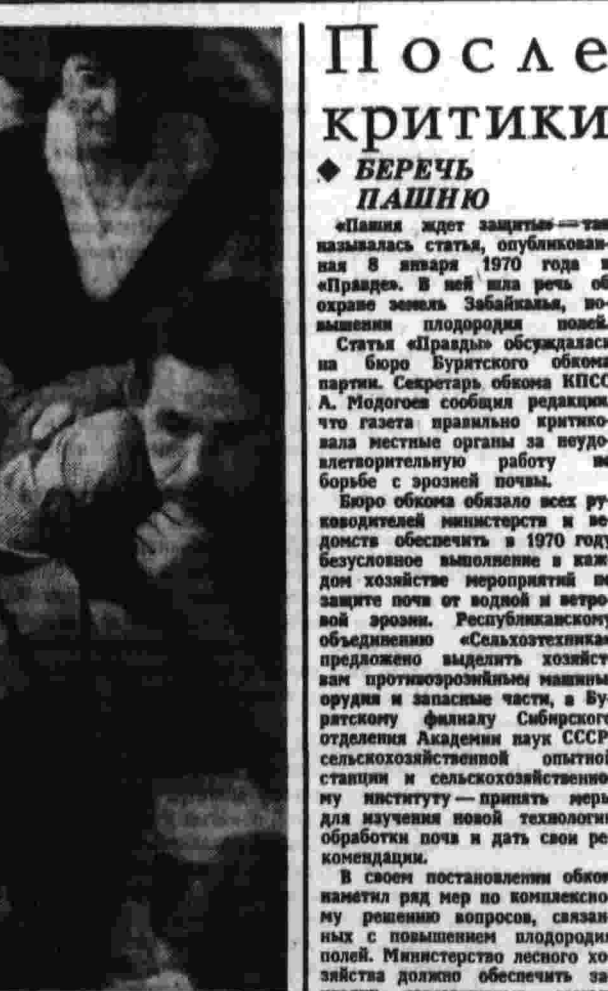 После
критики
◆ БЕРЕЧЬ
ПАШНЮ
«Пашня ждет защиты» — так
называлась статья, опубликован-
ная 8 января 1970 года в
«Правде». В ней шла речь об
охране земель Забайкалья, по-
вышении плодородия полей.
Статья «Правды» обсуждалась
на бюро Бурятского обкома
партии. Секретарь обкома КПСС
А. Модогоев сообщил редакции,
что газета правильно критико-
вала местные органы за неудо-
влетворительную работу по
борьбе с эрозией почвы.
Бюро обкома обязало всех ру-
ководителей министерств и ве-
домств обеспечить в 1970 году
безусловное выполнение в каж-
дом хозяйстве мероприятий по
защите почв от водной и ветро-
вой эрозии. Республиканскому
объединению «Сельхозтехника»
предложено выделить хозяйст-
вам противоэрозийные машины,
орудия и запасные части, а Бу-
рятскому филиалу Сибирского
отделения Академии наук СССР,
сельскохозяйственной опытной
станции и сельскохозяйственно-
му институту — принять меры
для изучения новой технологии
обработки почв и дать свои ре-
комендации.
В своем постановлении обком
наметил ряд мер по комплексно-
му решению вопросов, связан-
ных с повышением плодородия
полей. Министерство лесного хо-
зяйства должно обеспечить за-